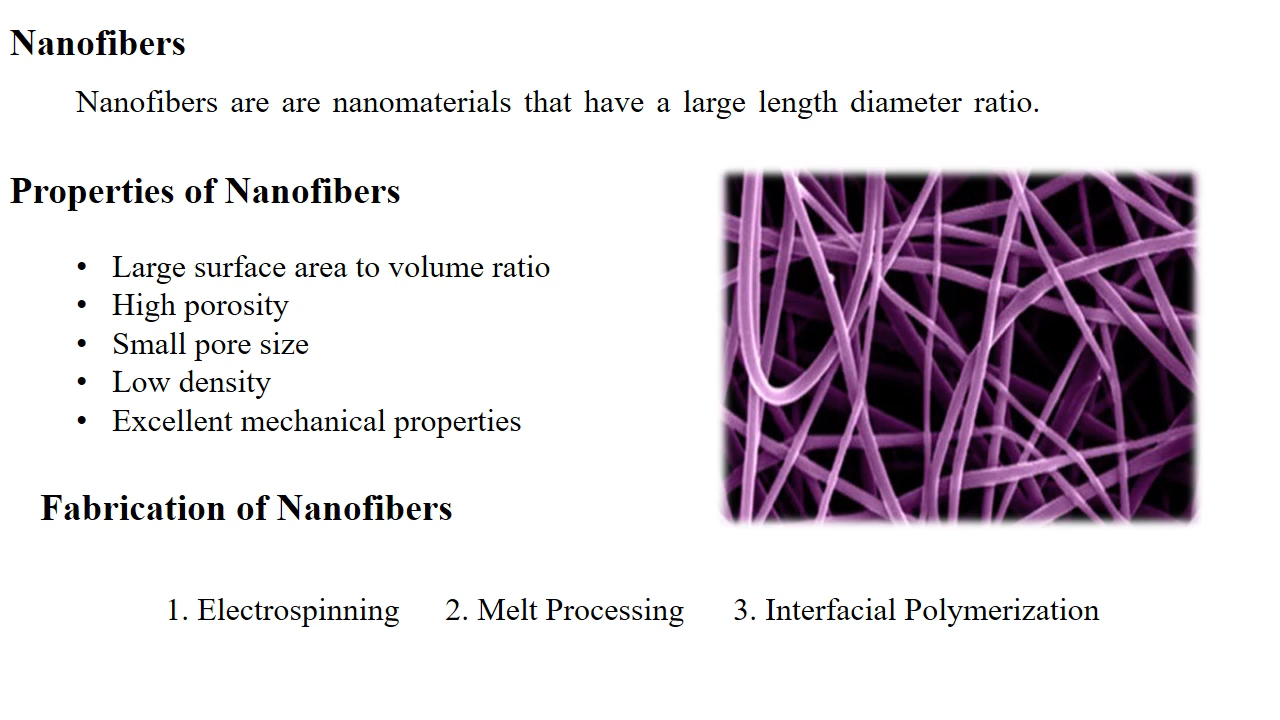 Nanofibers
Nanofibers are are nanomaterials that have a large length diameter ratio.
Properties of Nanofibers
• Large surface area to volume ratio
• High porosity
• Small pore size
• Low density
• Excellent mechanical properties
Fabrication of Nanofibers
1. Electrospinning 2. Melt Processing 3. Interfacial Polymerization